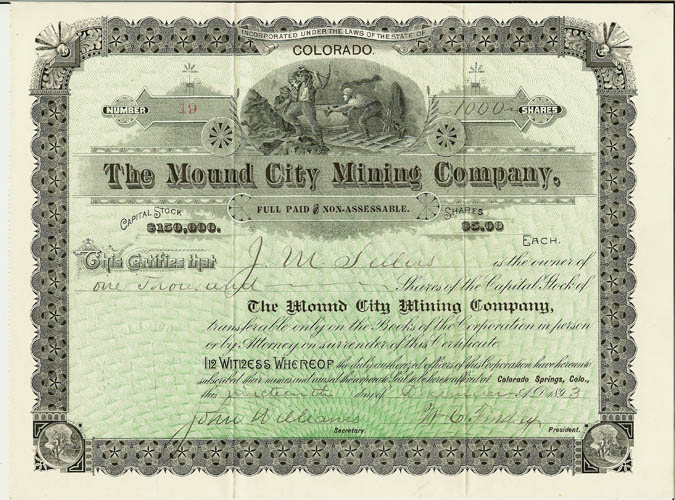 INCORPORATED UNDER THE LAWS OF THE STATE OF
COLORADO.
NUMBER 19 1000 SHARES
The Mound City Mining Company,
FULL PAID AND NON-ASSESSABLE.
CAPITAL STOCK $150,000. SHARES $5.00 EACH.
This Certifies that J. M. is the owner of
one Thousand Shares of the Capital Stock of
The Mound City Mining Company,
transferable only on the Books of the Corporation in person
or by Attorney on surrender of this Certificate
IN WITNESS WHEREOF the duly authorized officers of this Corporation have hereunto
subscribed their names and caused the corporate Seal to be hereto affixed at Colorado Springs, Colo.,
this day of A.D. 1893
John Williams
Secretary. President.